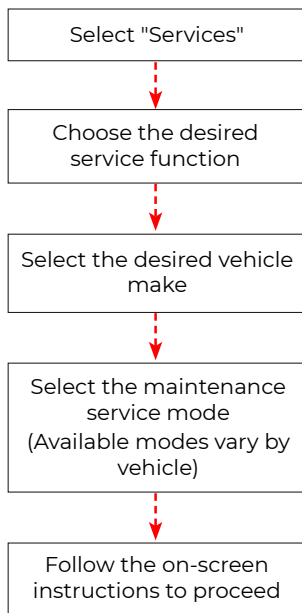 Select "Services"
Choose the desired
service function
Select the desired vehicle
make
Select the maintenance
service mode
(Available modes vary by
vehicle)
Follow the on-screen
instructions to proceed